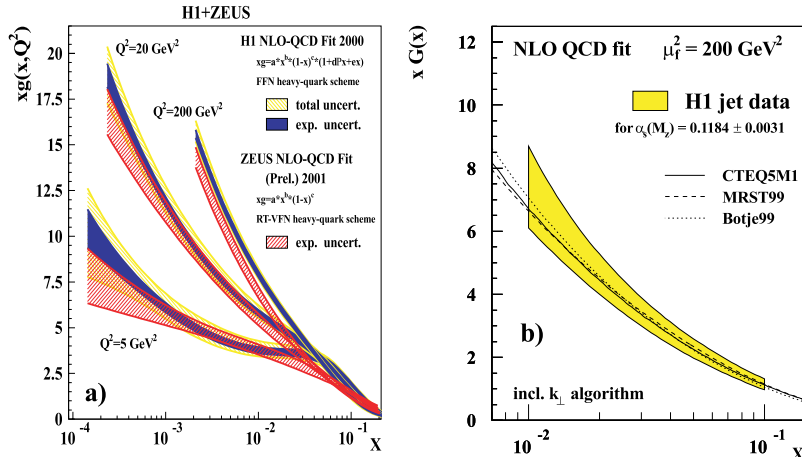 H1+ZEUS
xg(x,Q²)
20
17.5
15
12.5
10
7.5
5
2.5
0
Q²=20 GeV²
Q²=200 GeV²
Q²=5 GeV²
H1 NLO-QCD Fit 2000
xg=a*xᵇ*(1-x)ᶜ*(1+d√x+ex)
FFN heavy-quark scheme
total uncert.
exp. uncert.
ZEUS NLO-QCD Fit
(Prel.) 2001
xg=a*xᵇ*(1-x)ᶜ
RT-VFN heavy-quark scheme
exp. uncert.
a)
10⁻⁴
10⁻³
10⁻²
10⁻¹
X
x G(x)
12
10
8
6
4
2
0
NLO QCD fit μ_f² = 200 GeV²
H1 jet data
for αₛ(M_z) = 0.1184 ± 0.0031
CTEQ5M1
MRST99
Botje99
b)
incl. k⊥ algorithm
10⁻²
10⁻¹
X